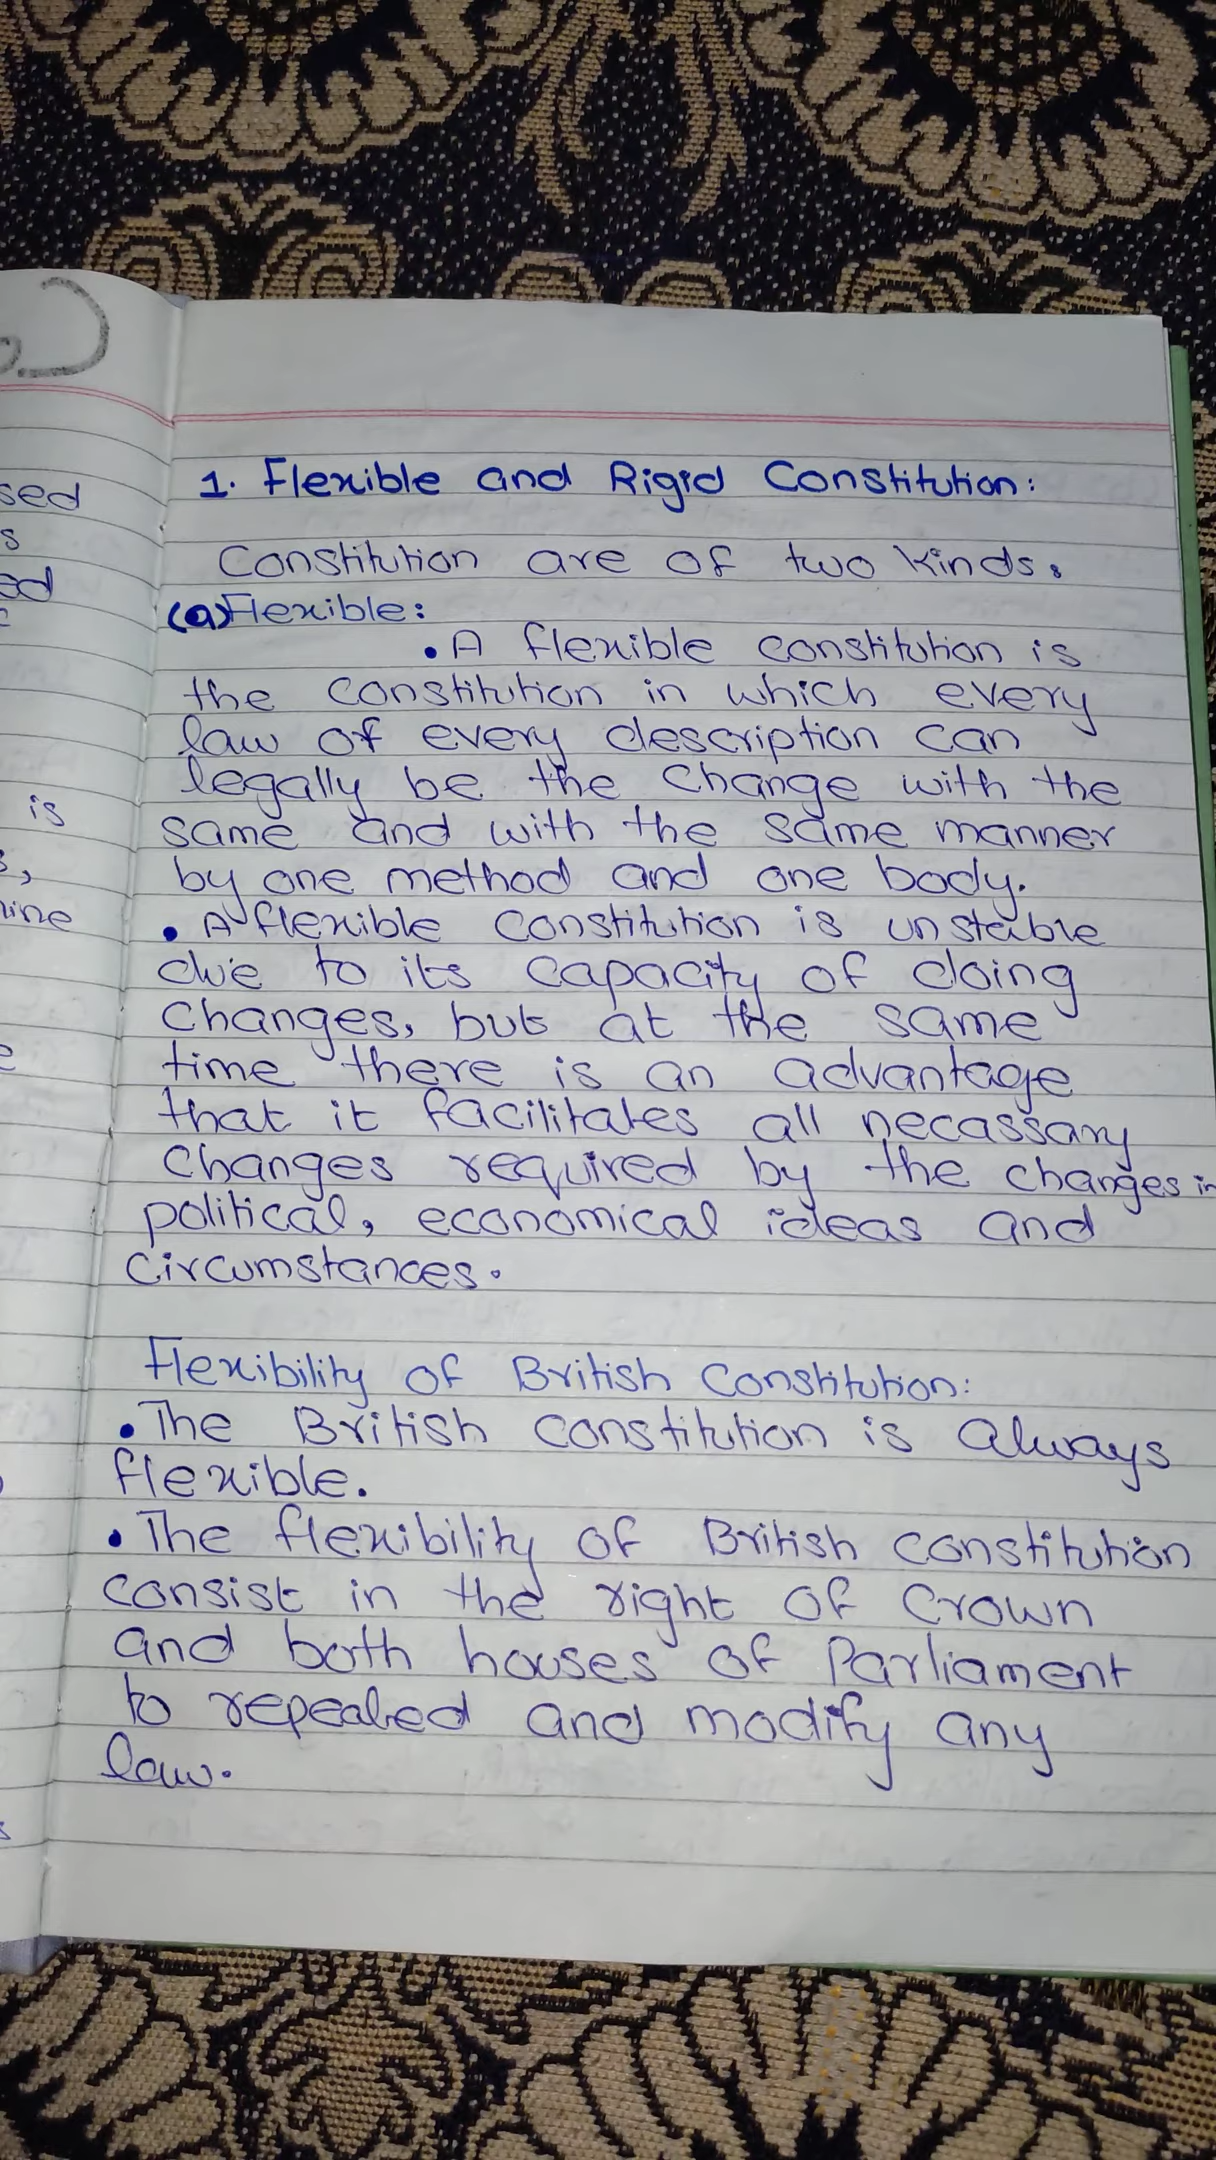 sed
s
ed
is
s,
nine
e
1. Flexible and Rigid Constitution:
Constitution are of two kinds.
(a) Flexible:
• A flexible constitution is
the constitution in which every
law of every description can
legally be the change with the
same and with the same manner
by one method and one body.
• A flexible constitution is unstable
due to its capacity of doing
changes, but at the same
time there is an advantage
that it facilitates all necassary
changes required by the changes in
political, economical ideas and
circumstances.
Flexibility of British Constitution:
• The British constitution is always
flexible.
• The flexibility of British constitution
consist in the right of Crown
and both houses of Parliament
to repealed and modify any
law.